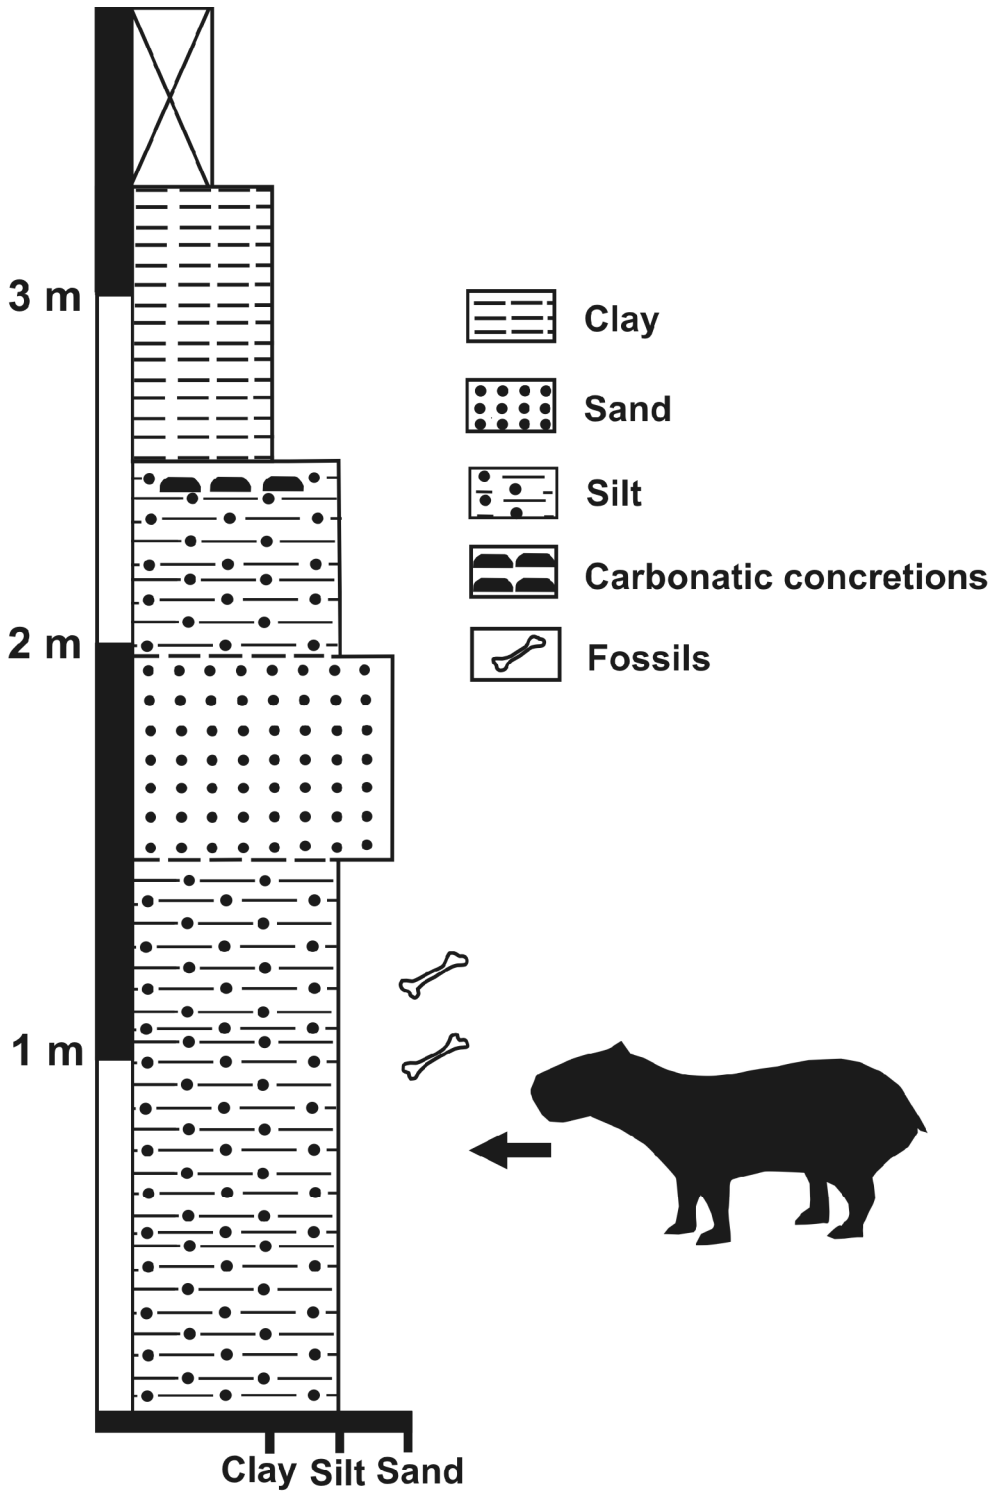 3 m
2 m
1 m
Clay
Sand
Silt
Carbonatic concretions
Fossils
Clay Silt Sand